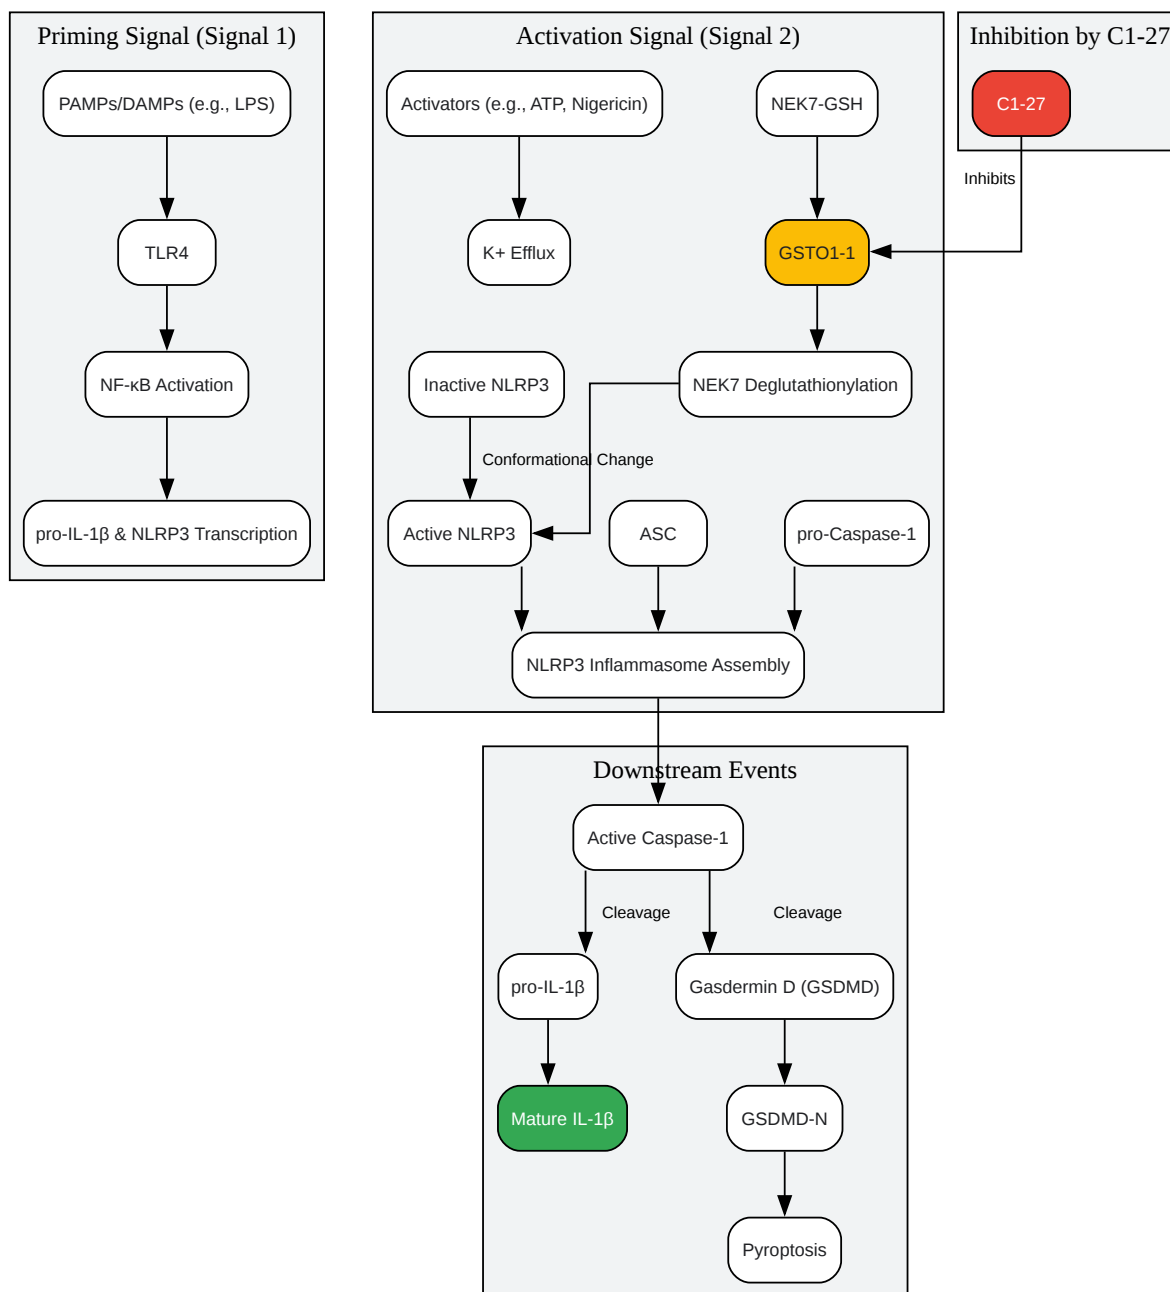 Priming Signal (Signal 1)
PAMPs/DAMPs (e.g., LPS)
TLR4
NF-κB Activation
pro-IL-1β & NLRP3 Transcription
Activation Signal (Signal 2)
Activators (e.g., ATP, Nigericin)
NEK7-GSH
K+ Efflux
GSTO1-1
Inactive NLRP3
NEK7 Deglutathionylation
Conformational Change
Active NLRP3
ASC
pro-Caspase-1
NLRP3 Inflammasome Assembly
Inhibition by C1-27
C1-27
Inhibits
Downstream Events
Active Caspase-1
Cleavage
Cleavage
pro-IL-1β
Gasdermin D (GSDMD)
Mature IL-1β
GSDMD-N
Pyroptosis